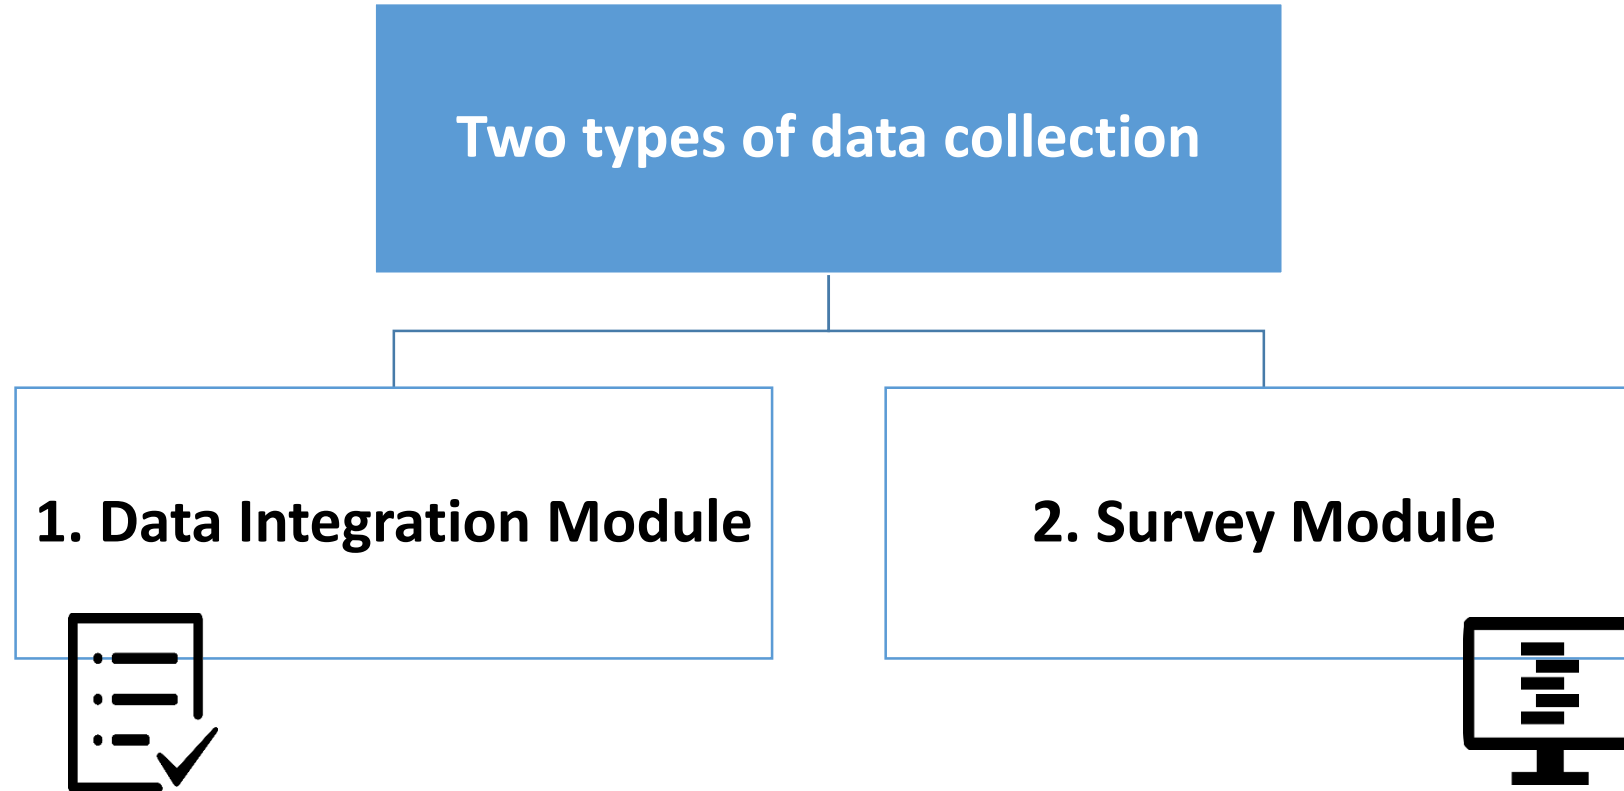 Two types of data collection
1. Data Integration Module
2. Survey Module